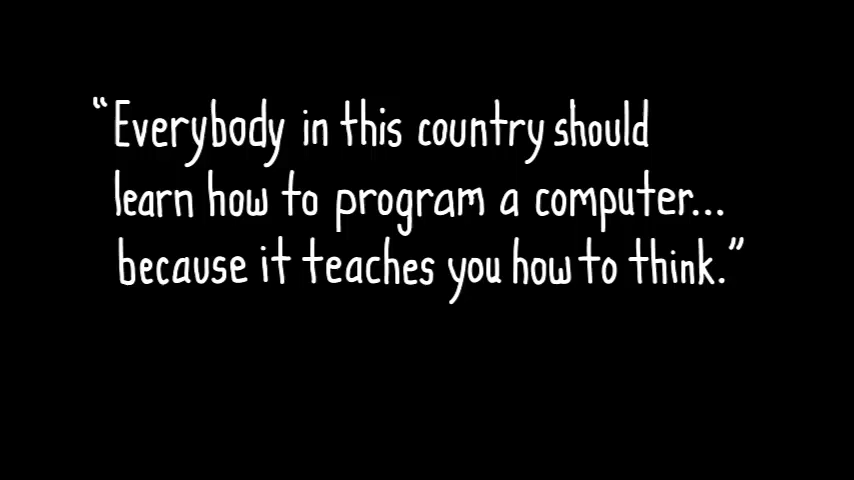 “Everybody in this country should
learn how to program a computer...
because it teaches you how to think.”